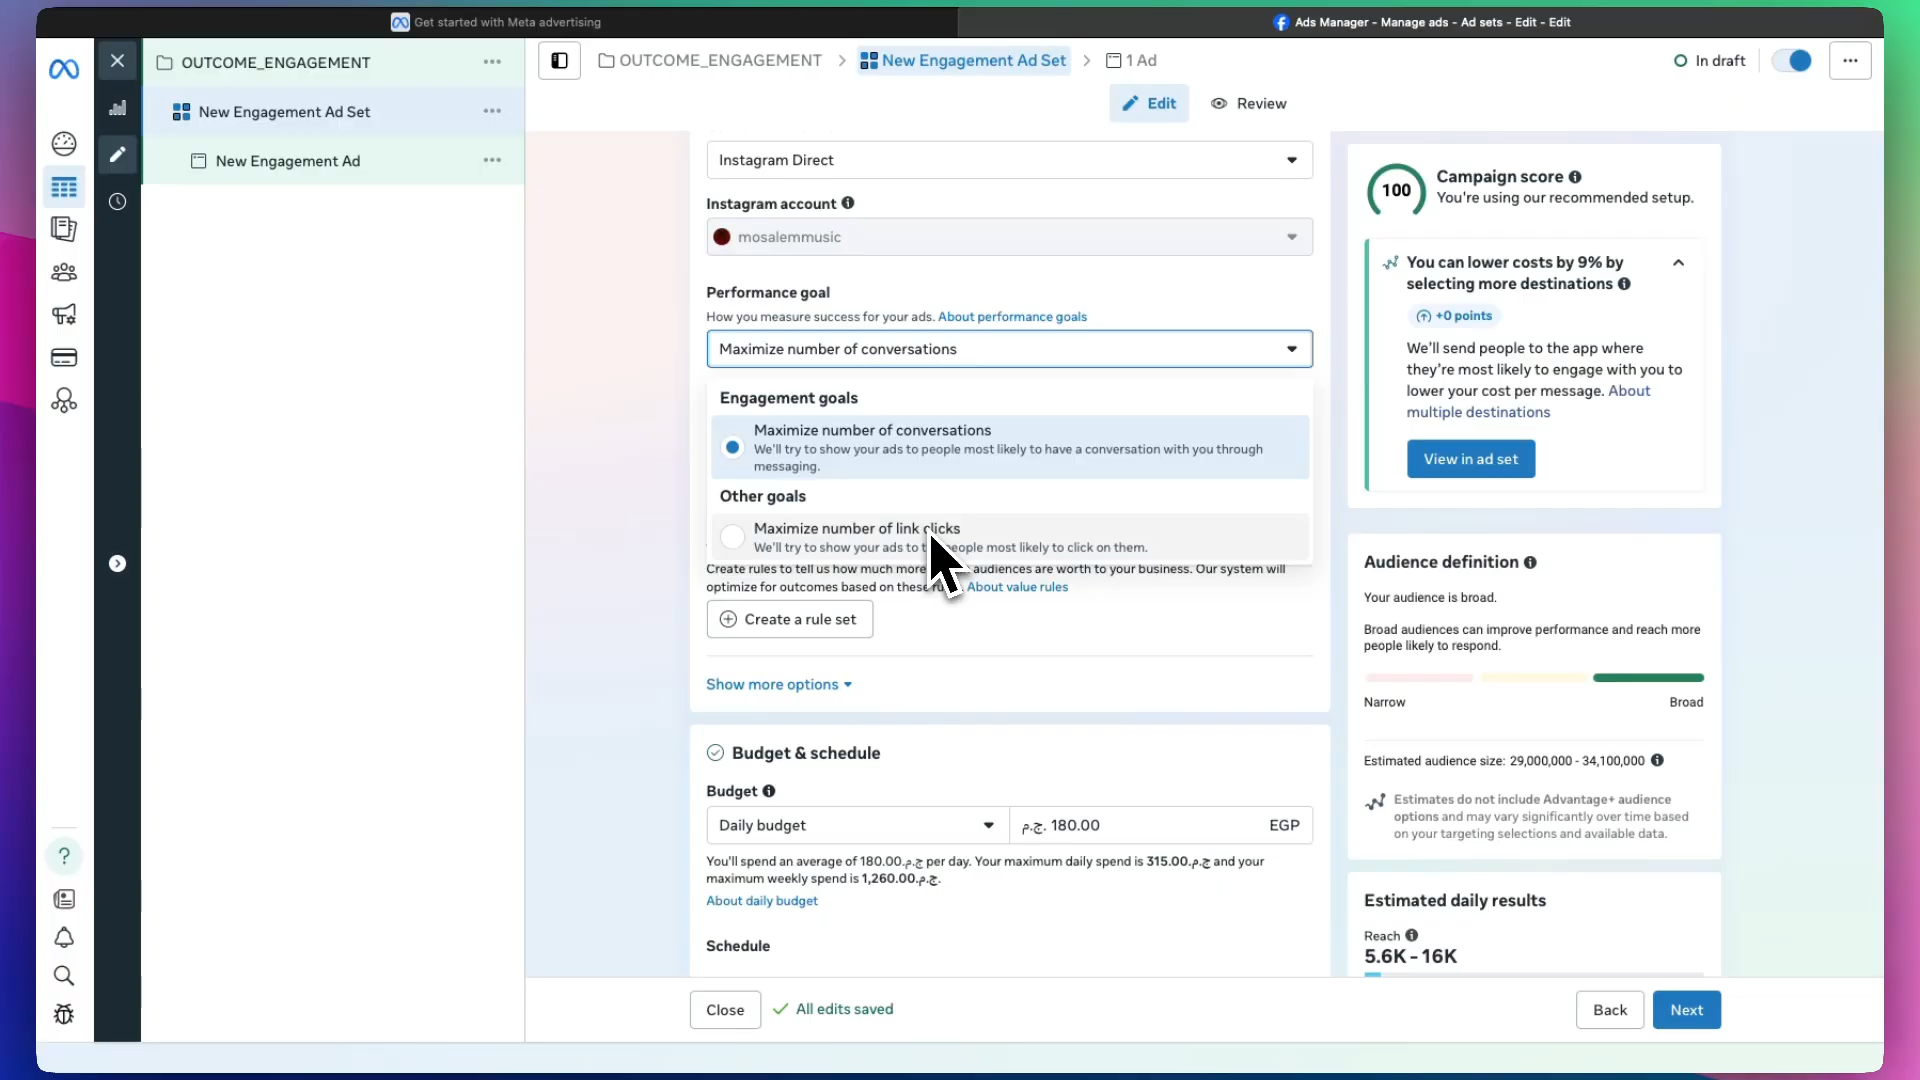 Get started with Meta advertising
Ads Manager - Manage ads - Ad sets - Edit - Edit
OUTCOME_ENGAGEMENT
New Engagement Ad Set
New Engagement Ad
OUTCOME_ENGAGEMENT
New Engagement Ad Set
1 Ad
In draft
Edit
Review
Instagram Direct
Instagram account
mosalemmusic
Performance goal
How you measure success for your ads. About performance goals
Maximize number of conversations
Engagement goals
Maximize number of conversations
We'll try to show your ads to people most likely to have a conversation with you through
messaging.
Other goals
Maximize number of link clicks
We'll try to show your ads to people most likely to click on them.
Create rules to tell us how much more audiences are worth to your business. Our system will
optimize for outcomes based on these About value rules
Create a rule set
Show more options
Budget & schedule
Budget
Daily budget
ج.م. 180.00
EGP
You'll spend an average of 180.00ج.م. per day. Your maximum daily spend is 315.00ج.م. and your
maximum weekly spend is 1,260.00ج.م..
About daily budget
Schedule
Close
All edits saved
Back
Next
100
Campaign score
You're using our recommended setup.
You can lower costs by 9% by
selecting more destinations
+0 points
We'll send people to the app where
they're most likely to engage with you to
lower your cost per message. About
multiple destinations
View in ad set
Audience definition
Your audience is broad.
Broad audiences can improve performance and reach more
people likely to respond.
Narrow
Broad
Estimated audience size: 29,000,000 - 34,100,000
Estimates do not include Advantage+ audience
options and may vary significantly over time based
on your targeting selections and available data.
Estimated daily results
Reach
5.6K - 16K